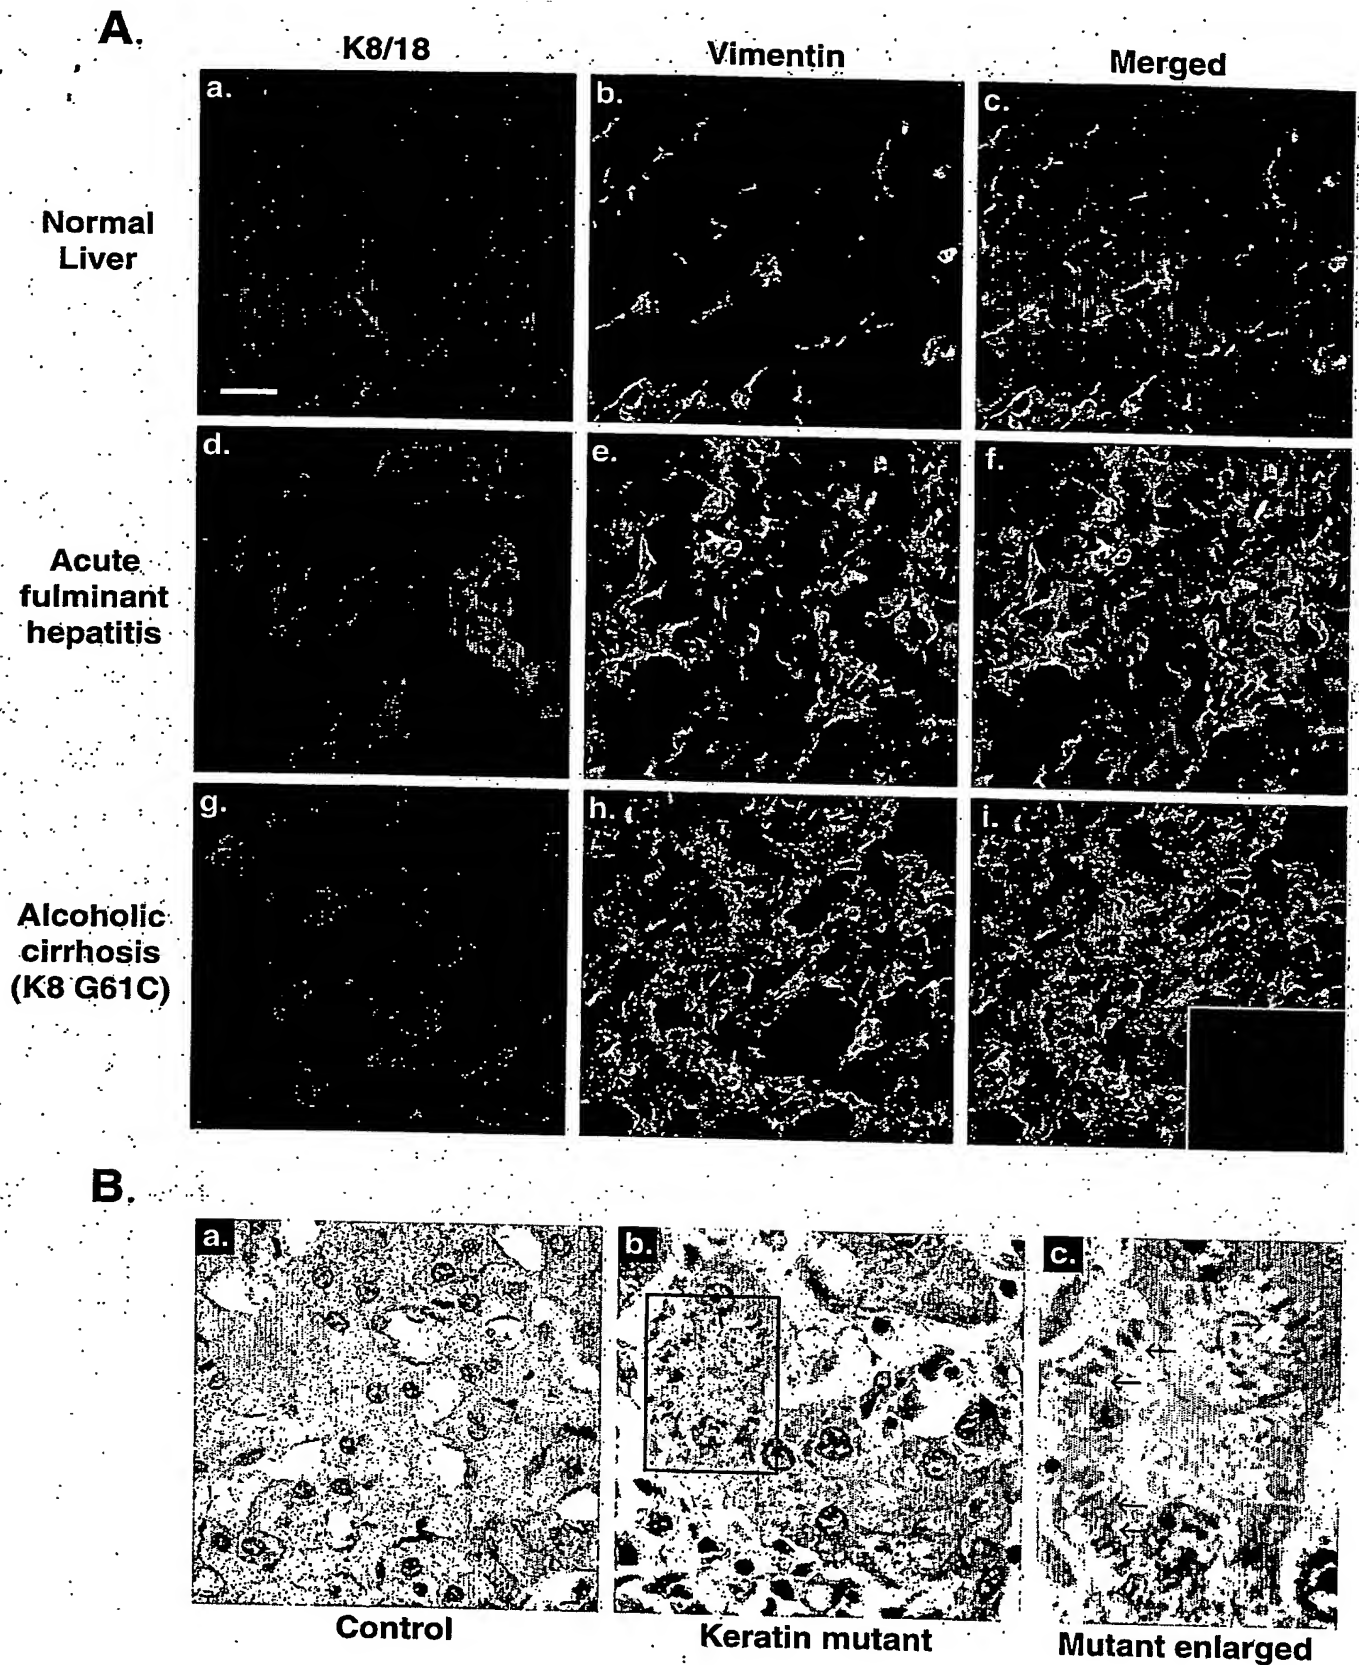 A.
K8/18
Vimentin
Merged
a.
b.
c.
Normal
Liver
d.
e.
f.
Acute
fulminant
hepatitis
g.
h.
i.
Alcoholic
cirrhosis
(K8 G61C)
B.
a.
b.
c.
Control
Keratin mutant
Mutant enlarged